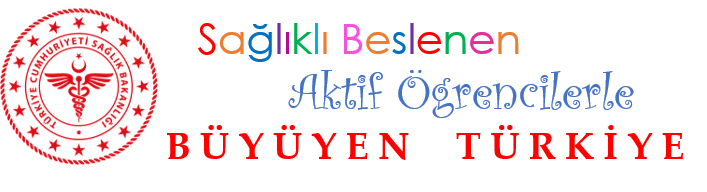 TÜRKİYE CUMHURİYETİ SAĞLIK BAKANLIĞI
Sağlıklı Beslenen
Aktif Öğrencilerle
BÜYÜYEN TÜRKİYE